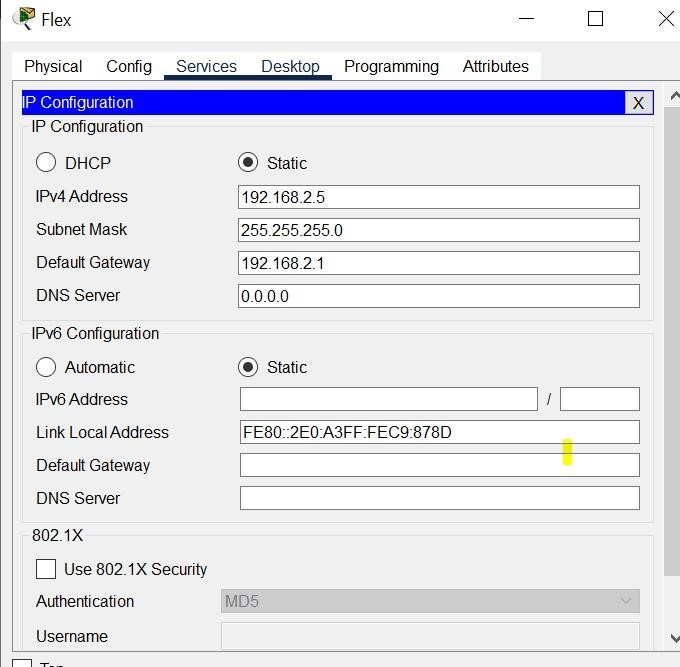 Flex
Physical Config Services Desktop Programming Attributes
IP Configuration X
IP Configuration
DHCP Static
IPv4 Address 192.168.2.5
Subnet Mask 255.255.255.0
Default Gateway 192.168.2.1
DNS Server 0.0.0.0
IPv6 Configuration
Automatic Static
IPv6 Address /
Link Local Address FE80::2E0:A3FF:FEC9:878D
Default Gateway
DNS Server
802.1X
Use 802.1X Security
Authentication MD5
Username
Top